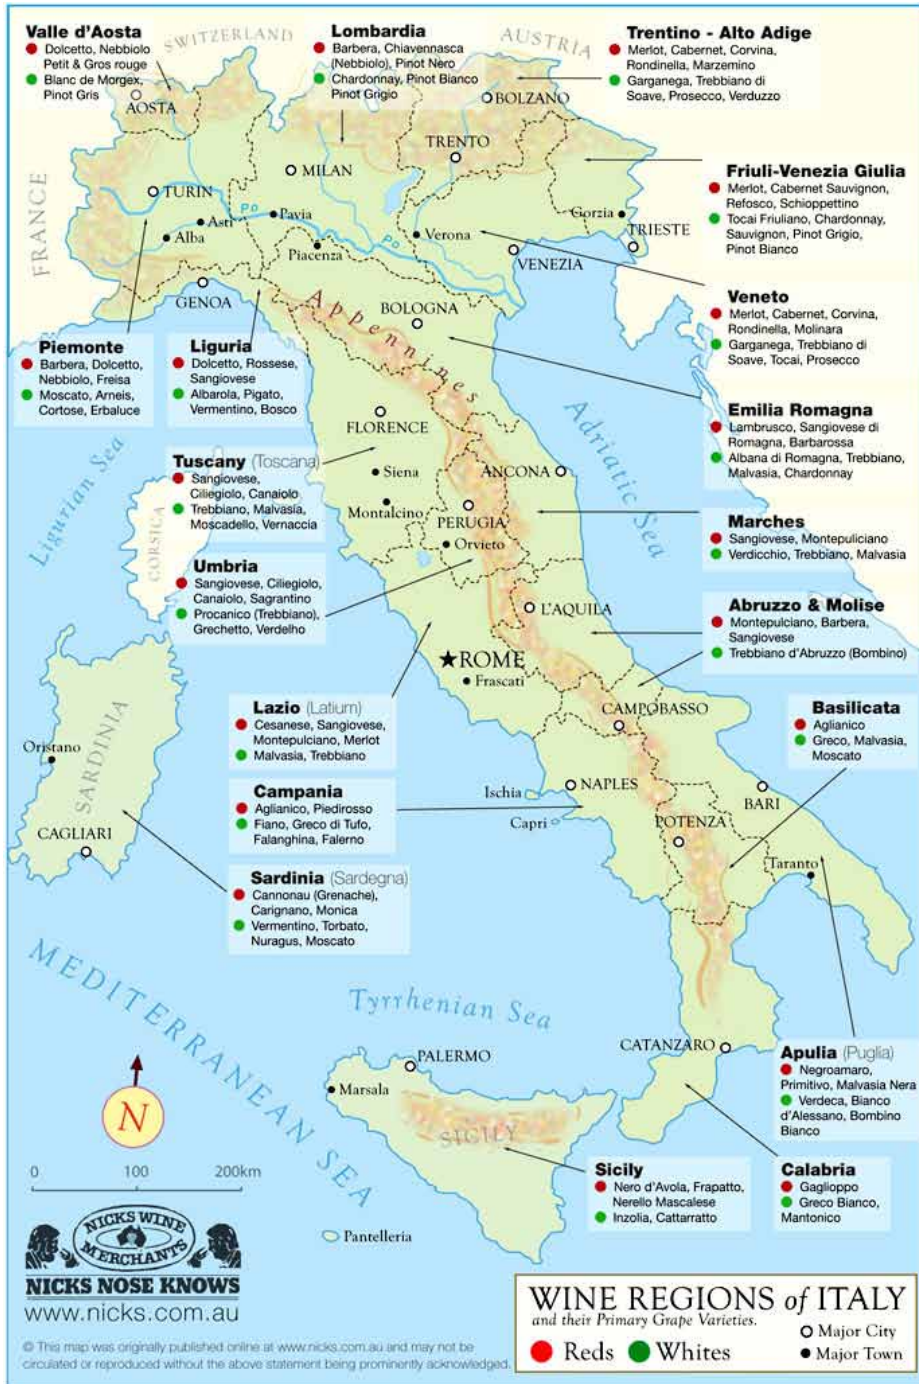 Valle d'Aosta
Dolcetto, Nebbiolo
Petit & Gros rouge
Blanc de Morgex,
Pinot Gris
Lombardia
Barbera, Chiavennasca
(Nebbiolo), Pinot Nero
Chardonnay, Pinot Bianco
Pinot Grigio
Trentino - Alto Adige
Merlot, Cabernet, Corvina,
Rondinella, Marzemino
Garganega, Trebbiano di
Soave, Prosecco, Verduzzo
SWITZERLAND
AUSTRIA
FRANCE
AOSTA
BOLZANO
TRENTO
MILAN
TURIN
Asti
Alba
Po
Pavia
Piacenza
Po
Verona
Gorzia
TRIESTE
VENEZIA
GENOA
BOLOGNA
Appennines
Friuli-Venezia Giulia
Merlot, Cabernet Sauvignon,
Refosco, Schioppettino
Tocai Friuliano, Chardonnay,
Sauvignon, Pinot Grigio,
Pinot Bianco
Veneto
Merlot, Cabernet, Corvina,
Rondinella, Molinara
Garganega, Trebbiano di
Soave, Tocai, Prosecco
Piemonte
Barbera, Dolcetto,
Nebbiolo, Freisa
Moscato, Arneis,
Cortose, Erbaluce
Liguria
Dolcetto, Rossese,
Sangiovese
Albarola, Pigato,
Vermentino, Bosco
Emilia Romagna
Lambrusco, Sangiovese di
Romagna, Barbarossa
Albana di Romagna, Trebbiano,
Malvasia, Chardonnay
Ligurian Sea
Adriatic Sea
FLORENCE
Siena
Montalcino
ANCONA
PERUGIA
Orvieto
CORSICA
Tuscany (Toscana)
Sangiovese,
Ciliegiolo, Canaiolo
Trebbiano, Malvasía,
Moscadello, Vernaccia
Marches
Sangiovese, Montepuliciano
Verdicchio, Trebbiano, Malvasia
Umbria
Sangiovese, Ciliegiolo,
Canaiolo, Sagrantino
Procanico (Trebbiano),
Grechetto, Verdelho
L'AQUILA
Abruzzo & Molise
Montepulciano, Barbera,
Sangiovese
Trebbiano d'Abruzzo (Bombino)
ROME
Frascati
Lazio (Latium)
Cesanese, Sangiovese,
Montepulciano, Merlot
Malvasia, Trebbiano
CAMPOBASSO
Basilicata
Aglianico
Greco, Malvasia,
Moscato
Oristano
SARDINIA
CAGLIARI
Campania
Aglianico, Piedirosso
Fiano, Greco di Tufo,
Falanghina, Falerno
Ischia
Capri
NAPLES
BARI
POTENZA
Taranto
Sardinia (Sardegna)
Cannonau (Grenache),
Carignano, Monica
Vermentino, Torbato,
Nuragus, Moscato
MEDITERRANEAN SEA
Tyrrhenian Sea
CATANZARO
PALERMO
Marsala
SICILY
Pantelleria
Apulia (Puglia)
Negroamaro,
Primitivo, Malvasia Nera
Verdeca, Bianco
d'Alessano, Bombino
Bianco
Sicily
Nero d'Avola, Frapatto,
Nerello Mascalese
Inzolia, Cattarratto
Calabria
Gaglioppo
Greco Bianco,
Mantonico
N
0 100 200km
NICKS WINE
MERCHANTS
NICKS NOSE KNOWS
www.nicks.com.au
© This map was originally published online at www.nicks.com.au and may not be
circulated or reproduced without the above statement being prominently acknowledged.
WINE REGIONS of ITALY
and their Primary Grape Varieties.
Reds Whites
Major City
Major Town